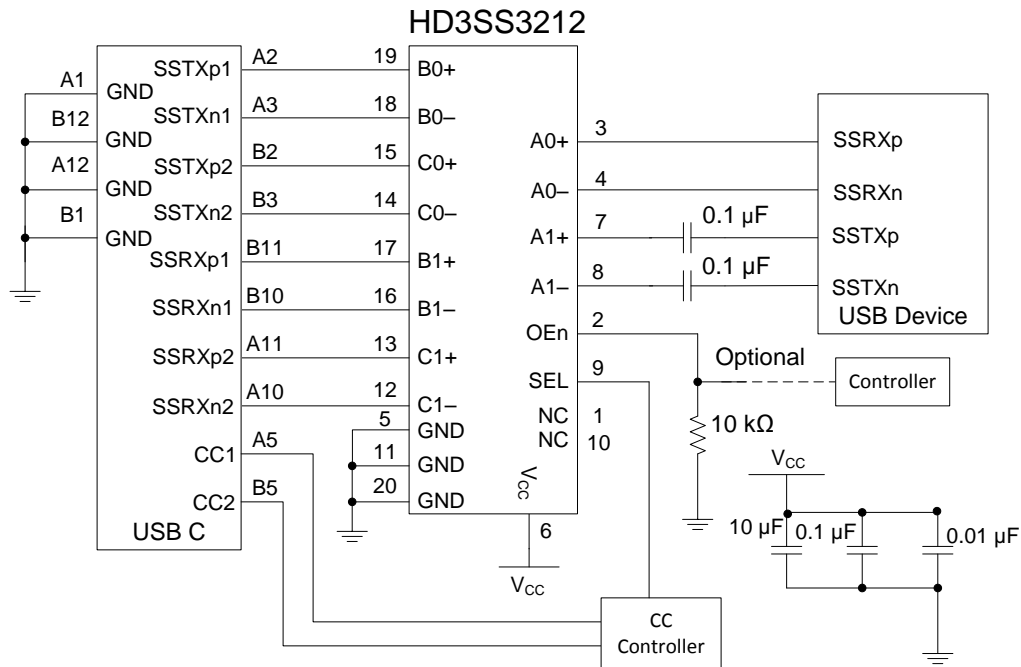 HD3SS3212
A1
GND
B12
GND
A12
GND
B1
GND
SSTXp1
A2
SSTXn1
A3
SSTXp2
B2
SSTXn2
B3
SSRXp1
B11
SSRXn1
B10
SSRXp2
A11
SSRXn2
A10
CC1
A5
CC2
B5
USB C
19
B0+
18
B0–
15
C0+
14
C0–
17
B1+
16
B1–
13
C1+
12
C1–
5
GND
11
GND
20
GND
A0+
3
A0-
4
A1+
7
A1–
8
OEn
2
SEL
9
NC
1
NC
10
VCC
6
VCC
0.1 µF
0.1 µF
SSRXp
SSRXn
SSTXp
SSTXn
USB Device
Optional
Controller
10 kΩ
VCC
10 µF
0.1 µF
0.01 µF
CC
Controller